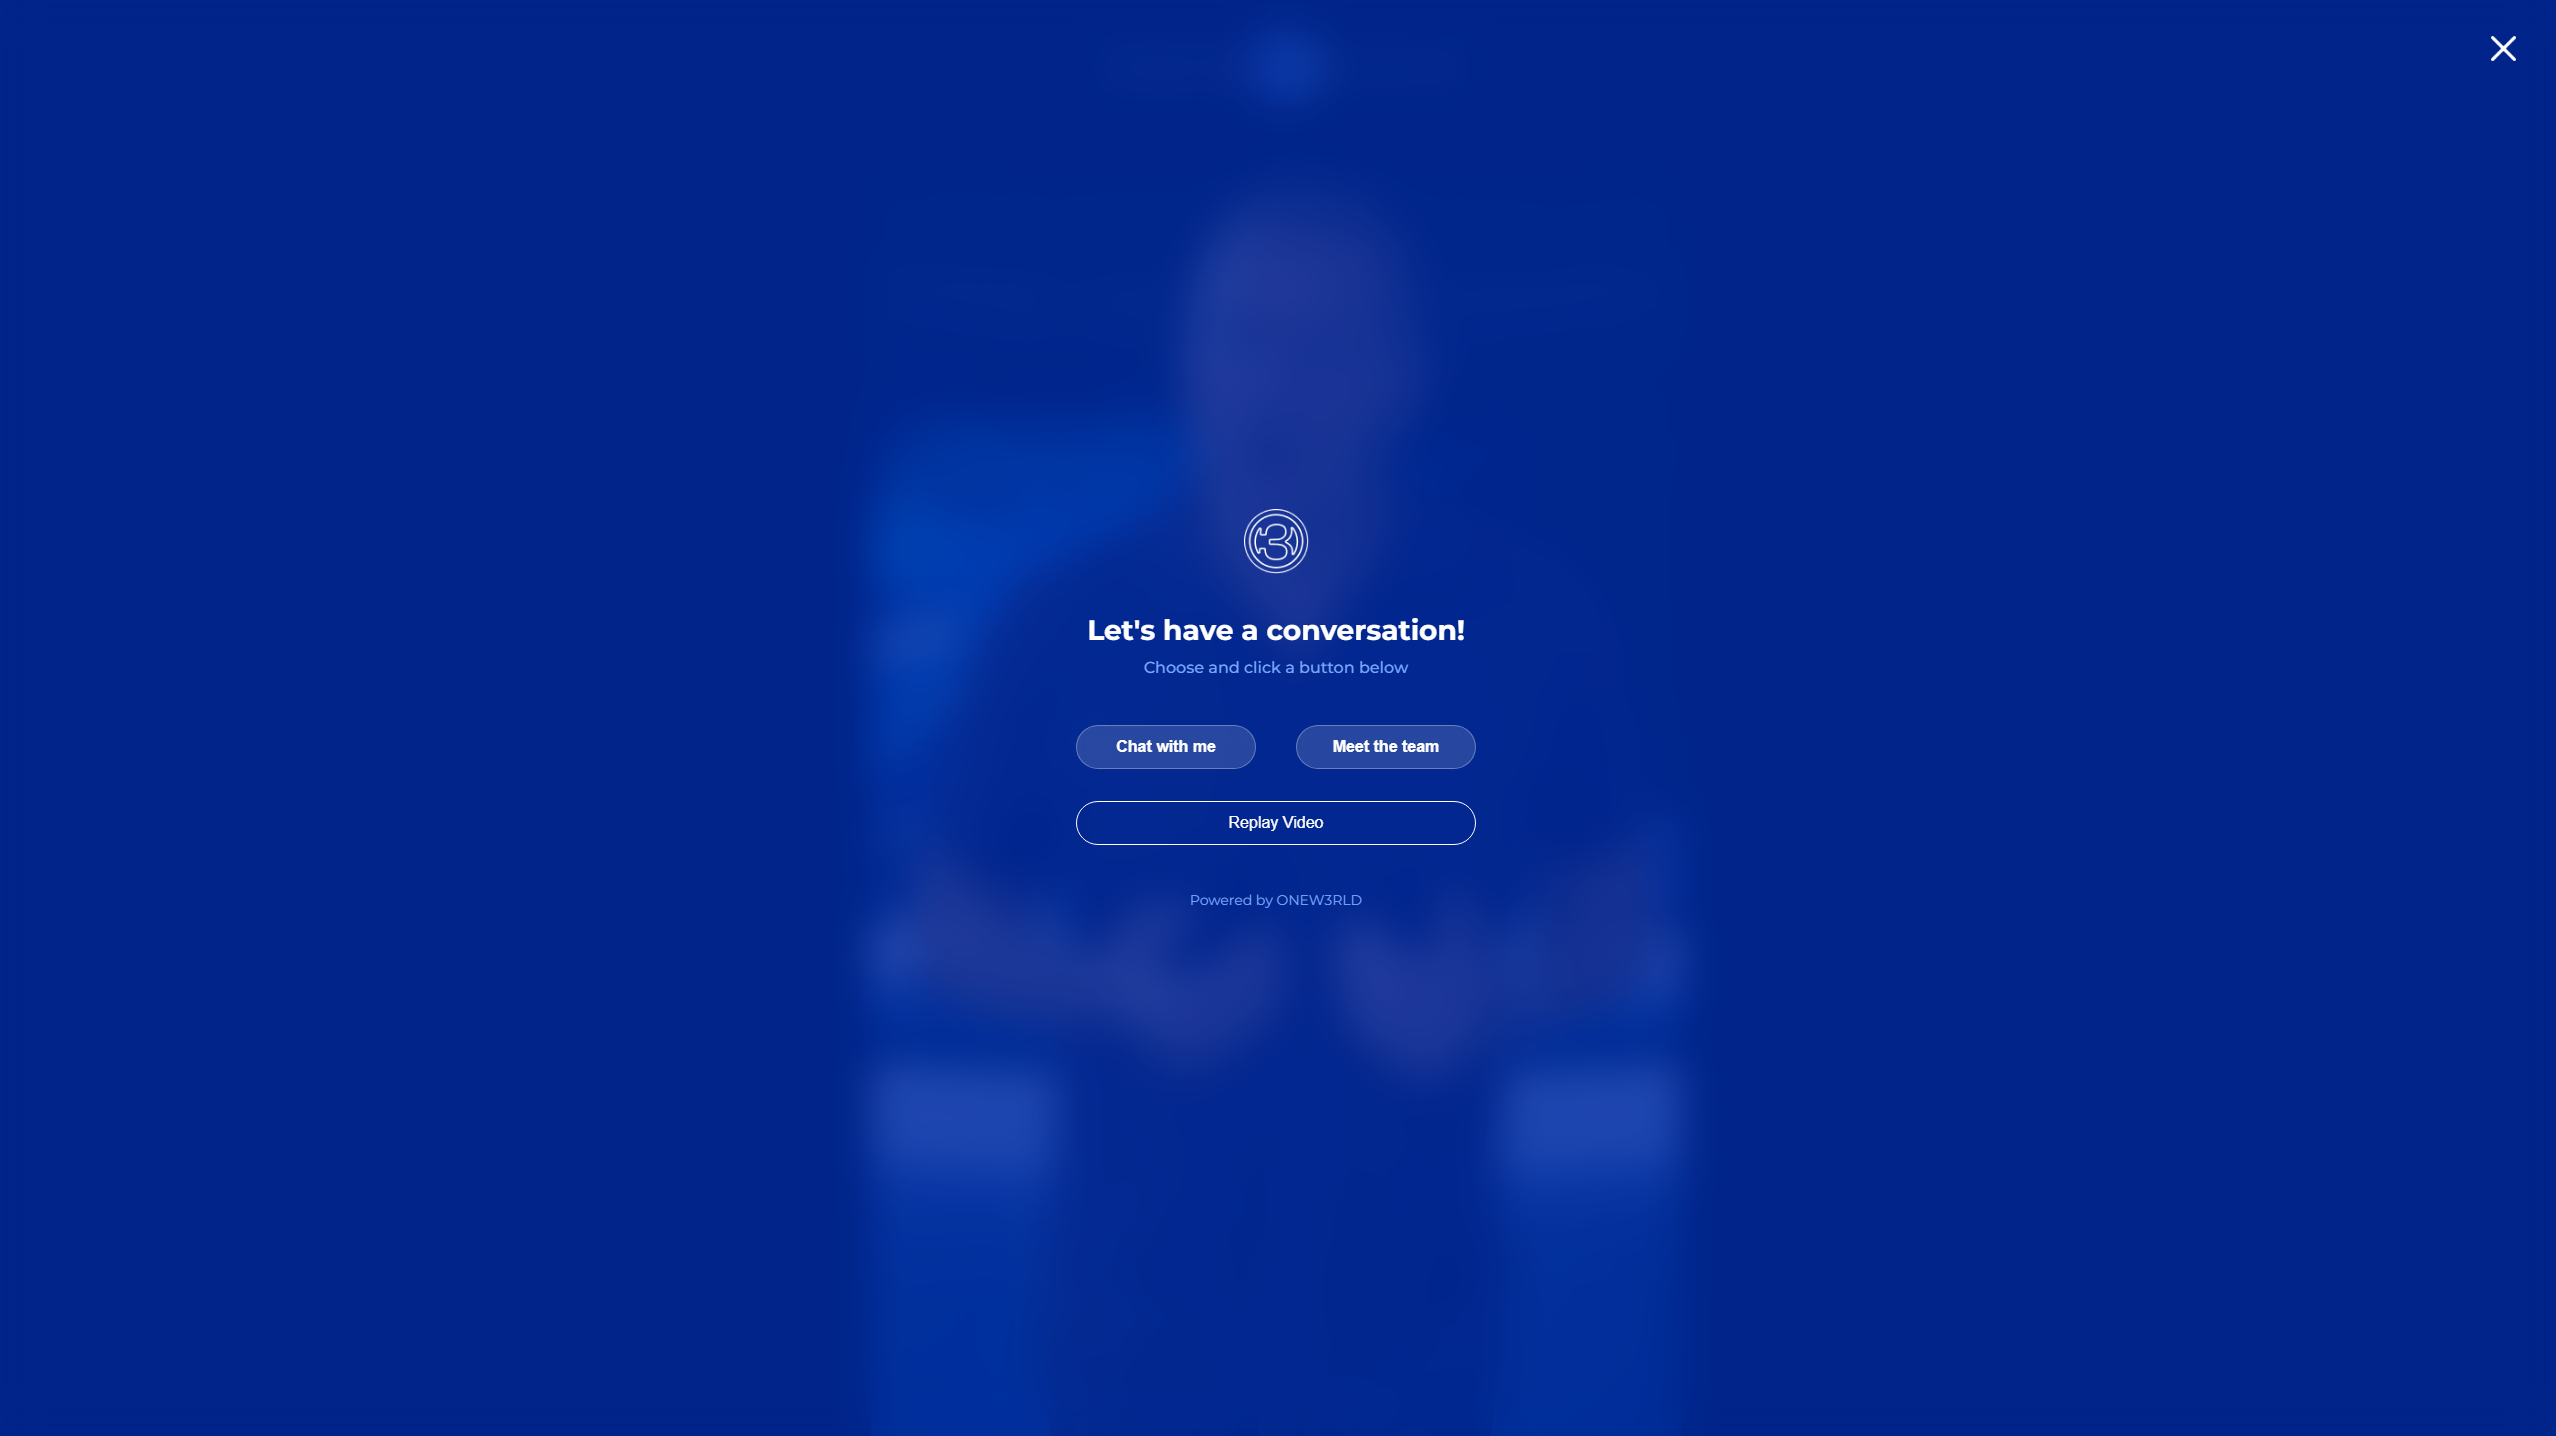 3
Let's have a conversation!
Choose and click a button below
Chat with me
Meet the team
Replay Video
Powered by ONEW3RLD